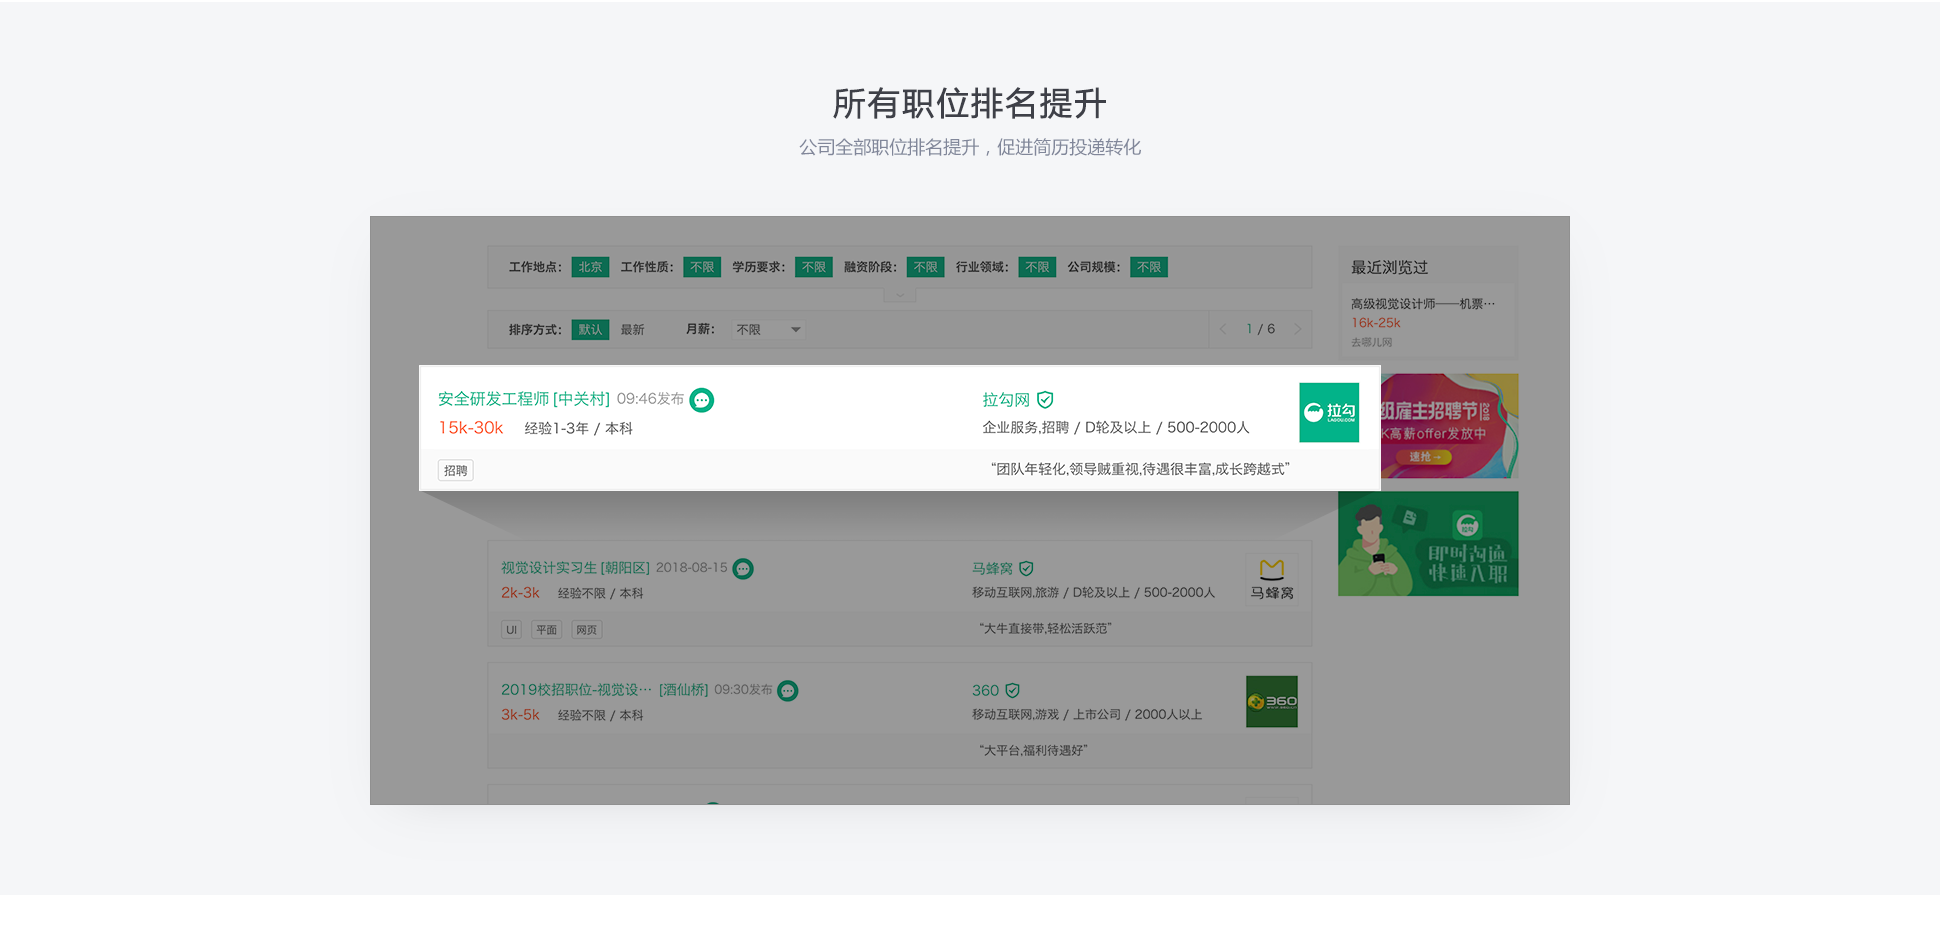 所有职位排名提升
公司全部职位排名提升，促进简历投递转化
工作地点： 北京 工作性质： 不限 学历要求： 不限 融资阶段： 不限 行业领域： 不限 公司规模： 不限
排序方式： 默认 最新 月薪： 不限 1 / 6
最近浏览过
高级视觉设计师——机票…
16k-25k
去哪儿网
安全研发工程师 [中关村] 09:46发布
15k-30k 经验1-3年 / 本科
招聘
拉勾网
企业服务,招聘 / D轮及以上 / 500-2000人
“团队年轻化,领导贼重视,待遇很丰富,成长跨越式”
拉勾
LAGOU.COM
级雇主招聘节 2018
K高薪offer发放中
速抢
视觉设计实习生 [朝阳区] 2018-08-15
2k-3k 经验不限 / 本科
UI 平面 网页
马蜂窝
移动互联网,旅游 / D轮及以上 / 500-2000人
“大牛直接带,轻松活跃范”
马蜂窝
拉勾
即时沟通
快速入职
2019校招职位-视觉设… [酒仙桥] 09:30发布
3k-5k 经验不限 / 本科
360
移动互联网,游戏 / 上市公司 / 2000人以上
“大平台,福利待遇好”
360